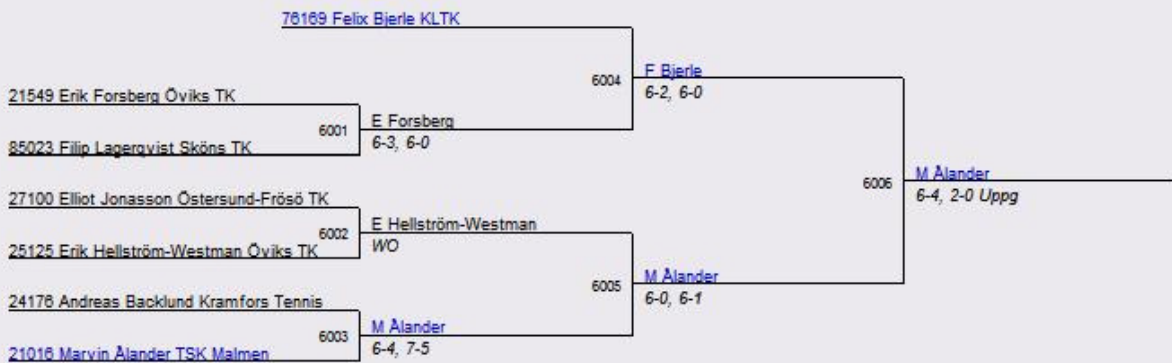 76169 Felix Bjerle KLTK
6004
F Bjerle
6-2, 6-0
21549 Erik Forsberg Öviks TK
6001
E Forsberg
6-3, 6-0
85023 Filip Lagerqvist Sköns TK
6006
M Ålander
6-4, 2-0 Uppg
27100 Elliot Jonasson Östersund-Frösö TK
6002
E Hellström-Westman
WO
25125 Erik Hellström-Westman Öviks TK
6005
M Ålander
6-0, 6-1
24176 Andreas Backlund Kramfors Tennis
6003
M Ålander
6-4, 7-5
21016 Marvin Ålander TSK Malmen